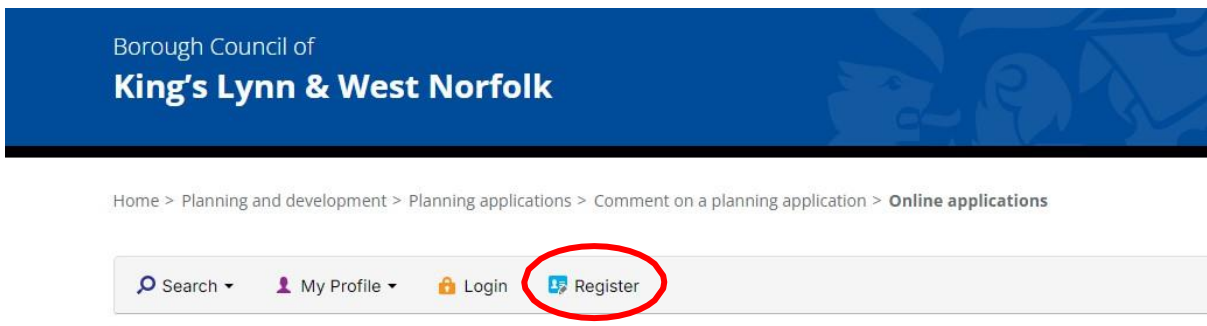 Borough Council of
King's Lynn & West Norfolk
Home > Planning and development > Planning applications > Comment on a planning application > Online applications
Search My Profile Login Register